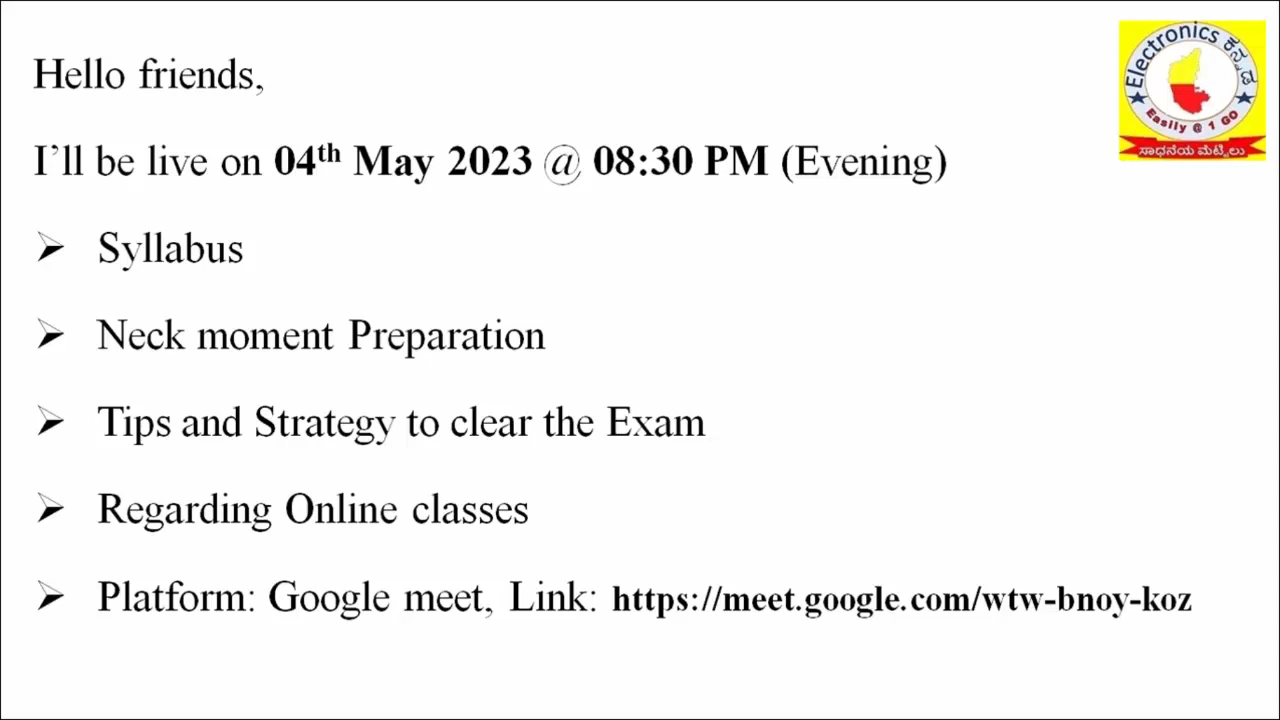 Hello friends,
I'll be live on 04th May 2023 @ 08:30 PM (Evening)
➢ Syllabus
➢ Neck moment Preparation
➢ Tips and Strategy to clear the Exam
➢ Regarding Online classes
➢ Platform: Google meet, Link: https://meet.google.com/wtw-bnoy-koz
Electronics ಕನ್ನಡ
Easily @ 1 GO
ಸಾಧನೆಯ ಮೆಟ್ಟಿಲು